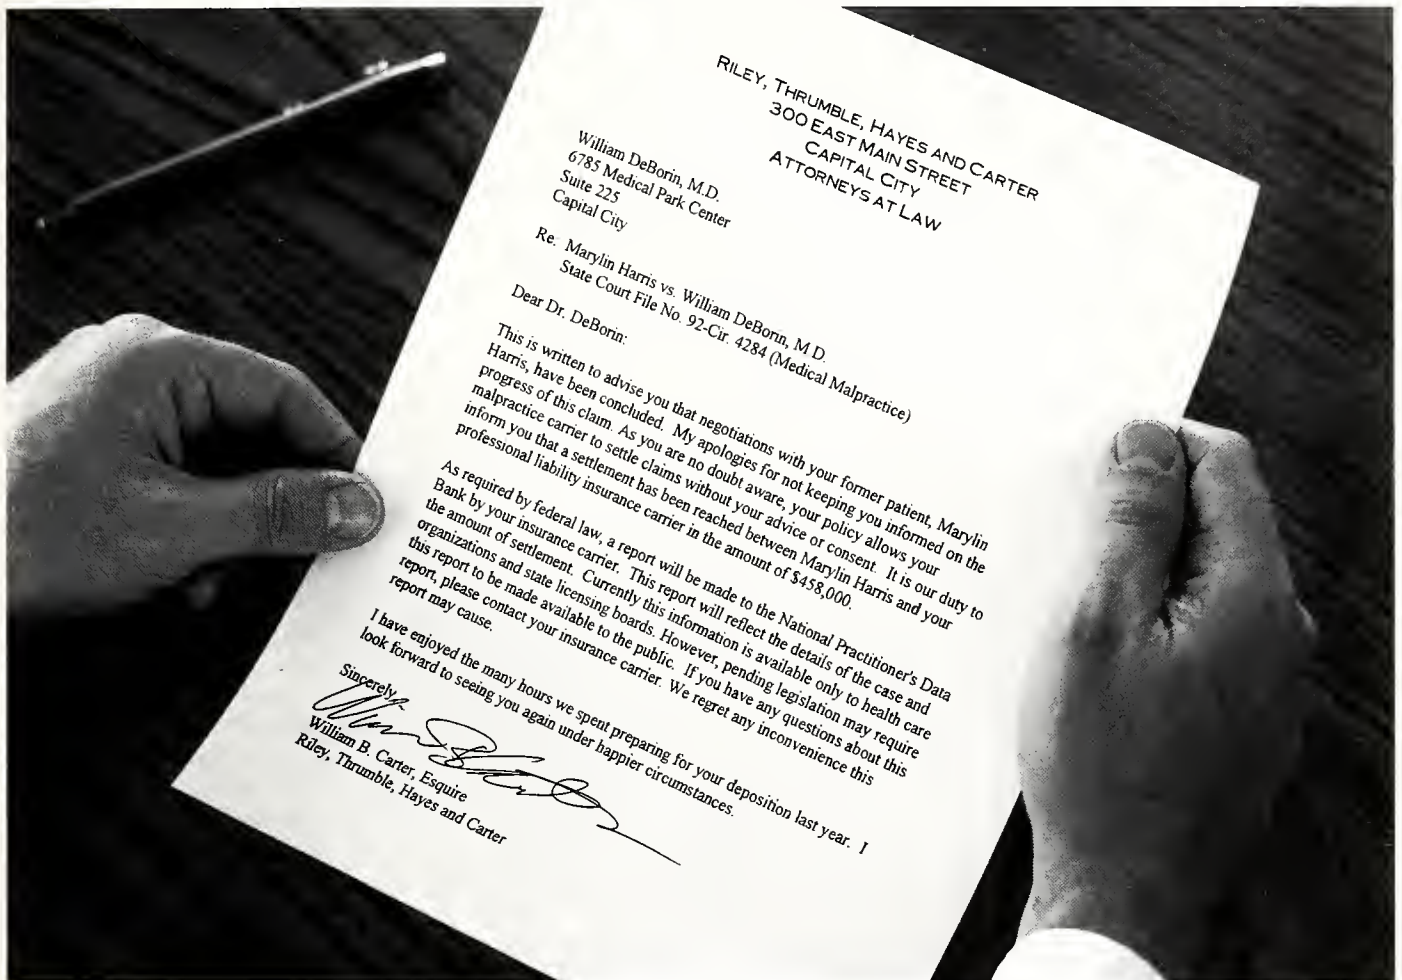 RILEY, THRUMBLE, HAYES AND CARTER
300 EAST MAIN STREET
CAPITAL CITY
ATTORNEYS AT LAW
William DeBorin, M.D.
6785 Medical Park Center
Suite 225
Capital City
Re. Marylin Harris vs. William DeBorin, M D.
State Court File No. 92-Cir. 4284 (Medical Malpractice)
Dear Dr. DeBorin:
This is written to advise you that negotiations with your former patient, Marylin
Harris, have been concluded. My apologies for not keeping you informed on the
progress of this claim. As you are no doubt aware, your policy allows your
malpractice carrier to settle claims without your advice or consent. It is our duty to
inform you that a settlement has been reached between Marylin Harris and your
professional liability insurance carrier in the amount of $458,000.
As required by federal law, a report will be made to the National Practitioner's Data
Bank by your insurance carrier. This report will reflect the details of the case and
the amount of settlement. Currently this information is available only to health care
organizations and state licensing boards. However, pending legislation may require
this report to be made available to the public. If you have any questions about this
report, please contact your insurance carrier. We regret any inconvenience this
report may cause.
I have enjoyed the many hours we spent preparing for your deposition last year. I
look forward to seeing you again under happier circumstances.
Sincerely,
William B. Carter, Esquire
Riley, Thrumble, Hayes and Carter